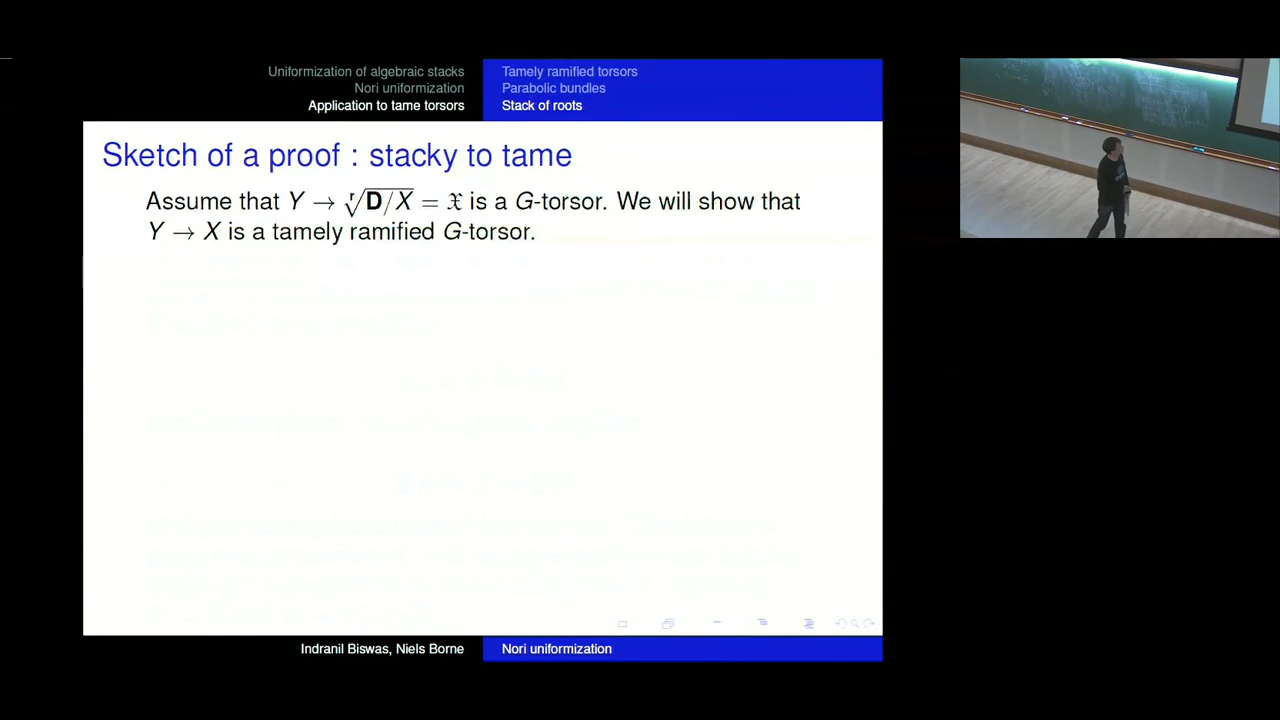 Uniformization of algebraic stacks
Nori uniformization
Application to tame torsors
Tamely ramified torsors
Parabolic bundles
Stack of roots
Sketch of a proof : stacky to tame
Assume that Y → \sqrt[r]{D/X} = 𝔛 is a G-torsor. We will show that
Y → X is a tamely ramified G-torsor.
Indranil Biswas, Niels Borne
Nori uniformization